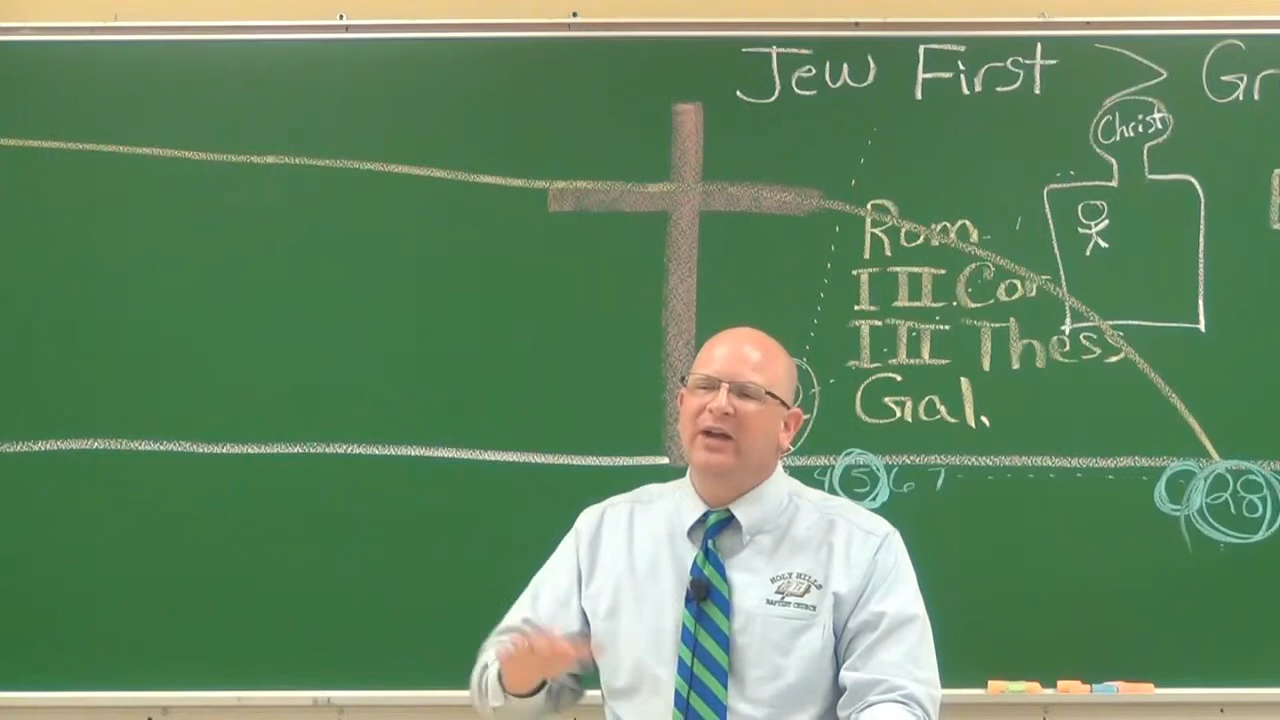 Jew First >
Christ
Rom.
I II Cor
I II Thess
Gal.
4 5 6 7
28
HOLY HILLS
BAPTIST CHURCH